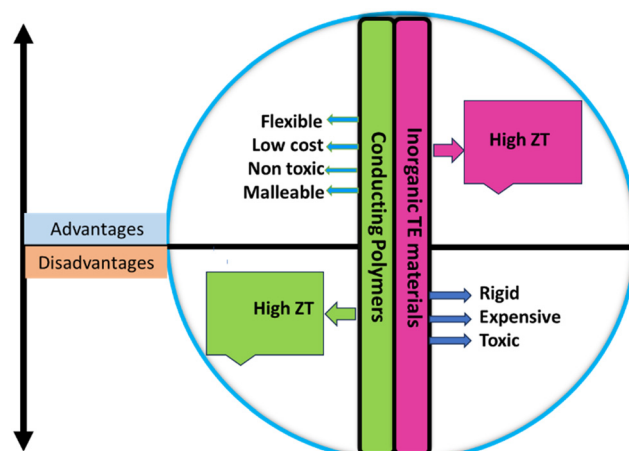 Flexible
Low cost
Non toxic
Malleable
Conducting Polymers
Inorganic TE materials
High ZT
Advantages
Disadvantages
High ZT
Rigid
Expensive
Toxic